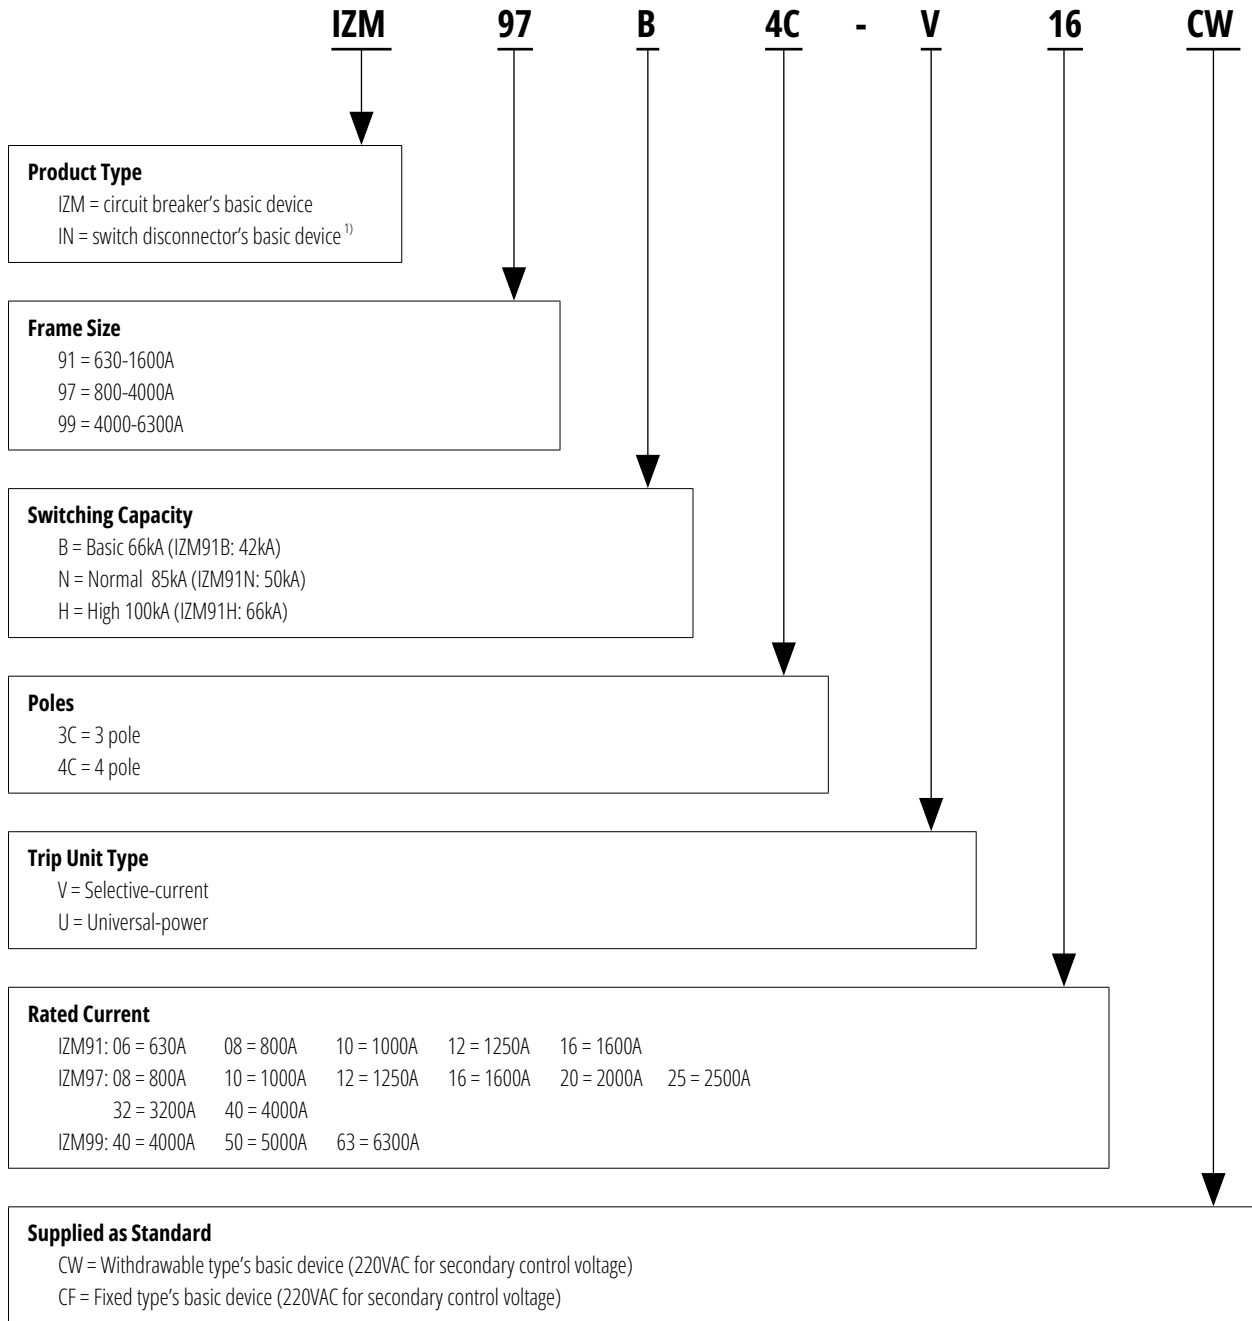 IZM 97 B 4C - V 16 CW
Product Type
IZM = circuit breaker's basic device
IN = switch disconnector's basic device 1)
Frame Size
91 = 630-1600A
97 = 800-4000A
99 = 4000-6300A
Switching Capacity
B = Basic 66kA (IZM91B: 42kA)
N = Normal 85kA (IZM91N: 50kA)
H = High 100kA (IZM91H: 66kA)
Poles
3C = 3 pole
4C = 4 pole
Trip Unit Type
V = Selective-current
U = Universal-power
Rated Current
IZM91: 06 = 630A 08 = 800A 10 = 1000A 12 = 1250A 16 = 1600A
IZM97: 08 = 800A 10 = 1000A 12 = 1250A 16 = 1600A 20 = 2000A 25 = 2500A
32 = 3200A 40 = 4000A
IZM99: 40 = 4000A 50 = 5000A 63 = 6300A
Supplied as Standard
CW = Withdrawable type's basic device (220VAC for secondary control voltage)
CF = Fixed type's basic device (220VAC for secondary control voltage)